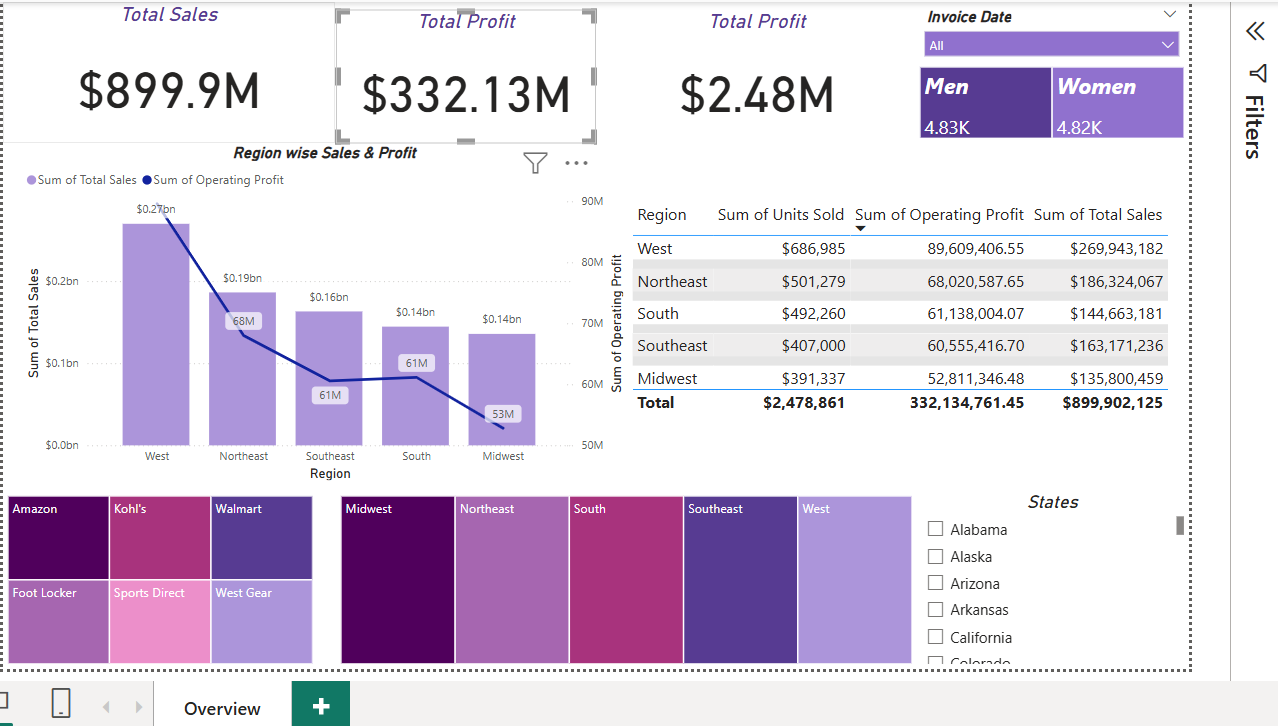 Total Sales
$899.9M
Total Profit
$332.13M
Total Profit
$2.48M
Invoice Date
All
Men
4.83K
Women
4.82K
Filters
Region wise Sales & Profit
Sum of Total Sales
Sum of Operating Profit
Sum of Total Sales
$0.2bn
$0.1bn
$0.0bn
$0.27bn
$0.19bn
$0.16bn
$0.14bn
$0.14bn
68M
61M
61M
53M
90M
80M
70M
60M
50M
Sum of Operating Profit
West
Northeast
Southeast
South
Midwest
Region
Region Sum of Units Sold Sum of Operating Profit Sum of Total Sales
West $686,985 89,609,406.55 $269,943,182
Northeast $501,279 68,020,587.65 $186,324,067
South $492,260 61,138,004.07 $144,663,181
Southeast $407,000 60,555,416.70 $163,171,236
Midwest $391,337 52,811,346.48 $135,800,459
Total $2,478,861 332,134,761.45 $899,902,125
Amazon
Kohl's
Walmart
Foot Locker
Sports Direct
West Gear
Midwest
Northeast
South
Southeast
West
States
Alabama
Alaska
Arizona
Arkansas
California
Colorado
Overview